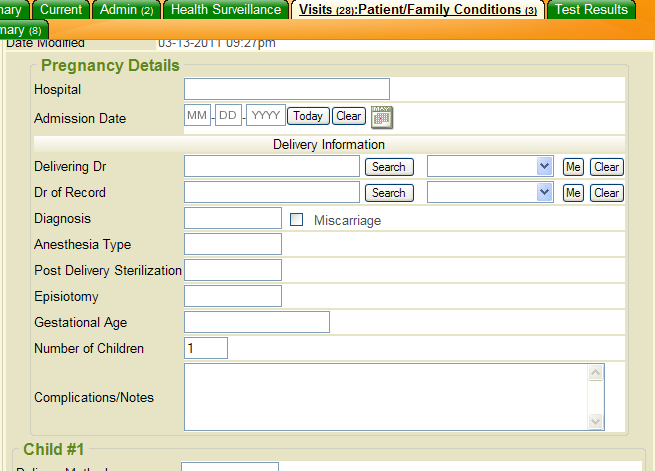 nary Current Admin (2) Health Surveillance Visits (28):Patient/Family Conditions (3) Test Results
mary (8)
Date Modified 03-13-2011 09:27pm
Pregnancy Details
Hospital
Admission Date MM - DD - YYYY Today Clear
Delivery Information
Delivering Dr Search Me Clear
Dr of Record Search Me Clear
Diagnosis Miscarriage
Anesthesia Type
Post Delivery Sterilization
Episiotomy
Gestational Age
Number of Children 1
Complications/Notes
Child #1
Delivery Method